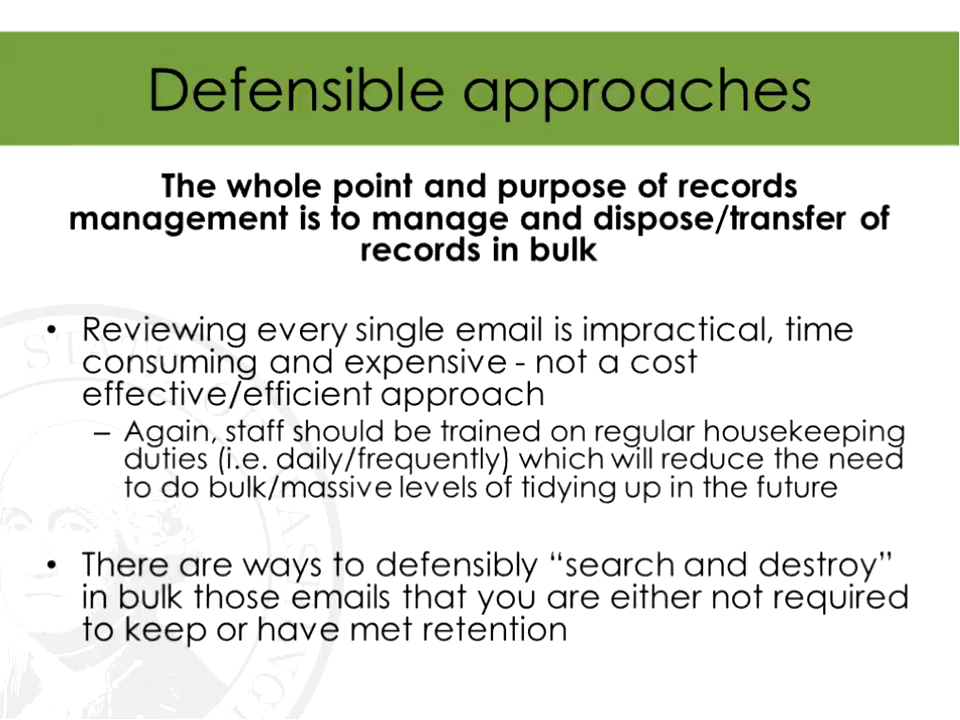 Defensible approaches
The whole point and purpose of records
management is to manage and dispose/transfer of
records in bulk
• Reviewing every single email is impractical, time
consuming and expensive - not a cost
effective/efficient approach
– Again, staff should be trained on regular housekeeping
duties (i.e. daily/frequently) which will reduce the need
to do bulk/massive levels of tidying up in the future
• There are ways to defensibly “search and destroy”
in bulk those emails that you are either not required
to keep or have met retention